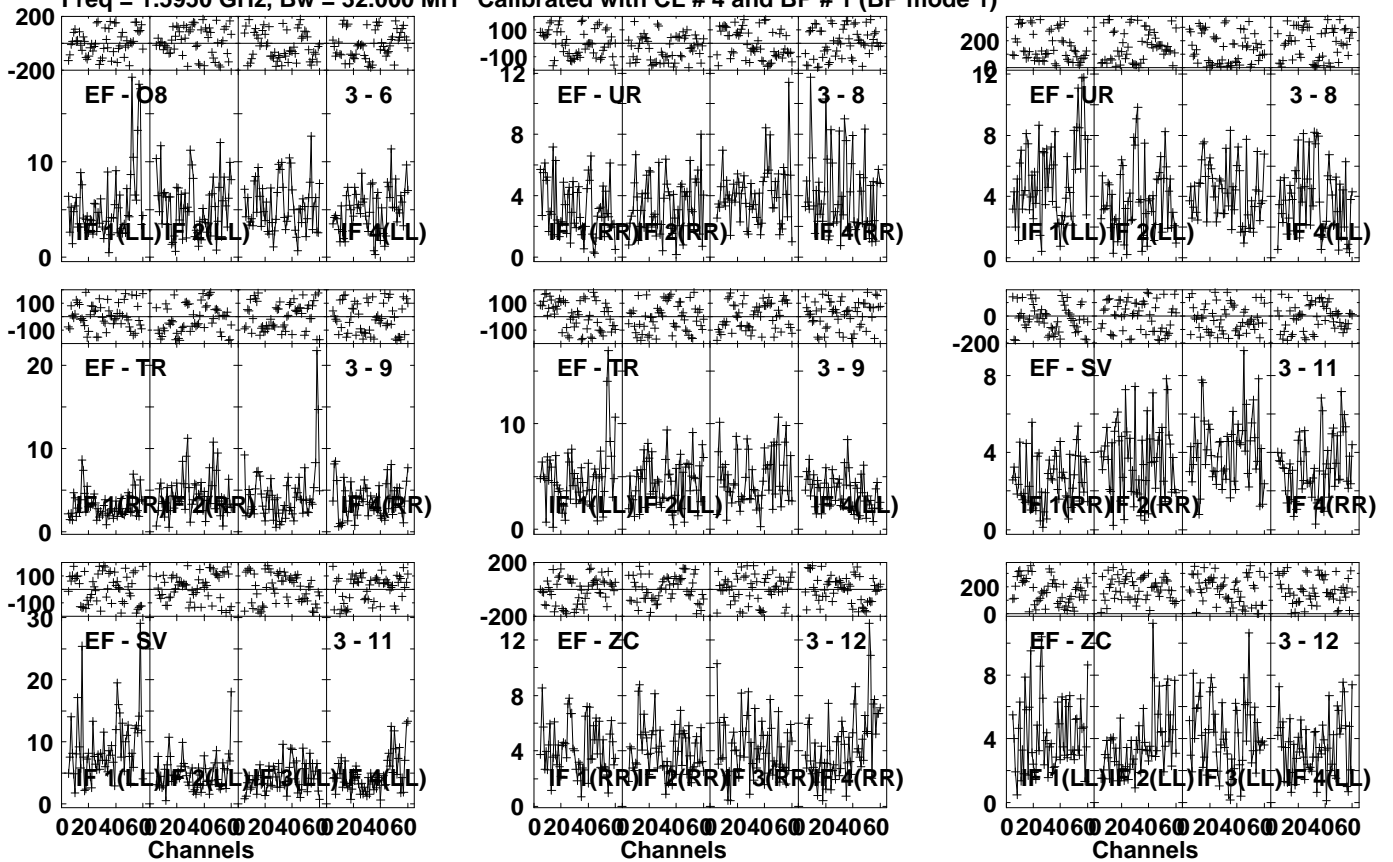 Freq = 1.5950 GHz, Bw = 32.000 MH Calibrated with CL # 4 and BP # 1 (BP mode 1)
200
-200
EF - O8 3 - 6
10
0
IF 1(LL) IF 2(LL) IF 4(LL)
100
-100
12
EF - UR 3 - 8
8
4
0
IF 1(RR) IF 2(RR) IF 4(RR)
200
0
12
EF - UR 3 - 8
8
4
0
IF 1(LL) IF 2(LL) IF 4(LL)
100
-100
20
EF - TR 3 - 9
10
0
IF 1(RR) IF 2(RR) IF 4(RR)
100
-100
EF - TR 3 - 9
10
0
IF 1(LL) IF 2(LL) IF 4(LL)
0
-200
EF - SV 3 - 11
8
4
0
IF 1(RR) IF 2(RR) IF 4(RR)
100
-100
30
EF - SV 3 - 11
20
10
0
IF 1(LL) IF 2(LL) IF 3(LL) IF 4(LL)
0 20 40 60 0 20 40 60 0 20 40 60 0 20 40 60
Channels
200
-200
12
EF - ZC 3 - 12
8
4
0
IF 1(RR) IF 2(RR) IF 3(RR) IF 4(RR)
0 20 40 60 0 20 40 60 0 20 40 60 0 20 40 60
Channels
200
0
EF - ZC 3 - 12
8
4
0
IF 1(LL) IF 2(LL) IF 3(LL) IF 4(LL)
0 20 40 60 0 20 40 60 0 20 40 60 0 20 40 60
Channels